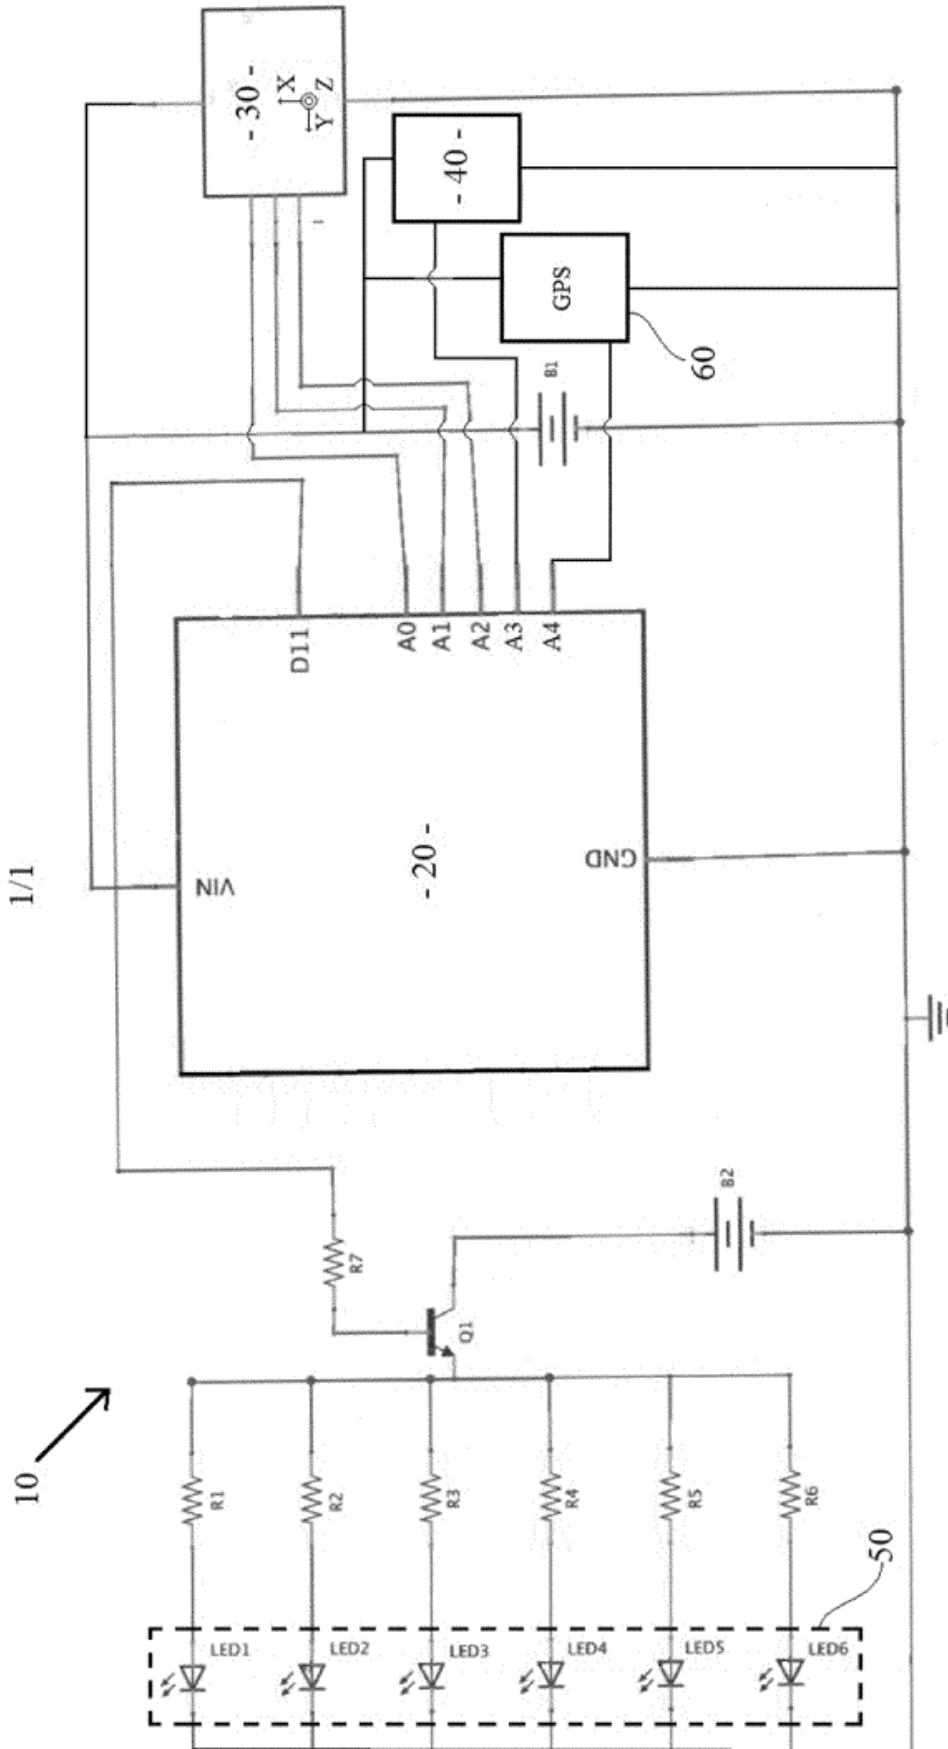 1/1
10
- 30 -
X
Y
Z
- 40 -
GPS
60
B1
D11
A0
A1
A2
A3
A4
VIN
- 20 -
GND
B2
R7
Q1
R1
R2
R3
R4
R5
R6
50
LED1
LED2
LED3
LED4
LED5
LED6